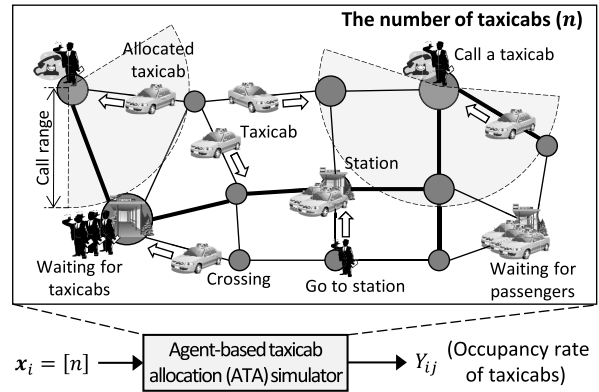 The number of taxicabs (n)
Allocated
taxicab
Call a taxicab
Call range
Taxicab
Station
Waiting for
taxicabs
Crossing
Go to station
Waiting for
passengers
x_i = [n]
Agent-based taxicab
allocation (ATA) simulator
Y_ij
(Occupancy rate
of taxicabs)